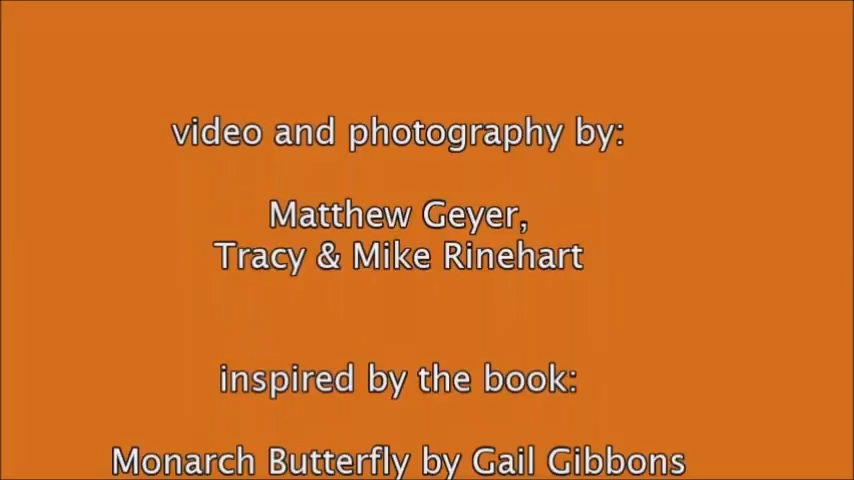 video and photography by:
Matthew Geyer,
Tracy & Mike Rinehart
inspired by the book:
Monarch Butterfly by Gail Gibbons